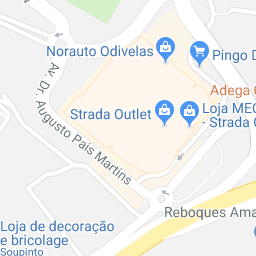 Norauto Odivelas
Pingo D
Adega
Strada Outlet
Loja MEO
- Strada O
Av. Dr. Augusto Pais Martins
Reboques Ama
Loja de decoração
e bricolage
Soupinto